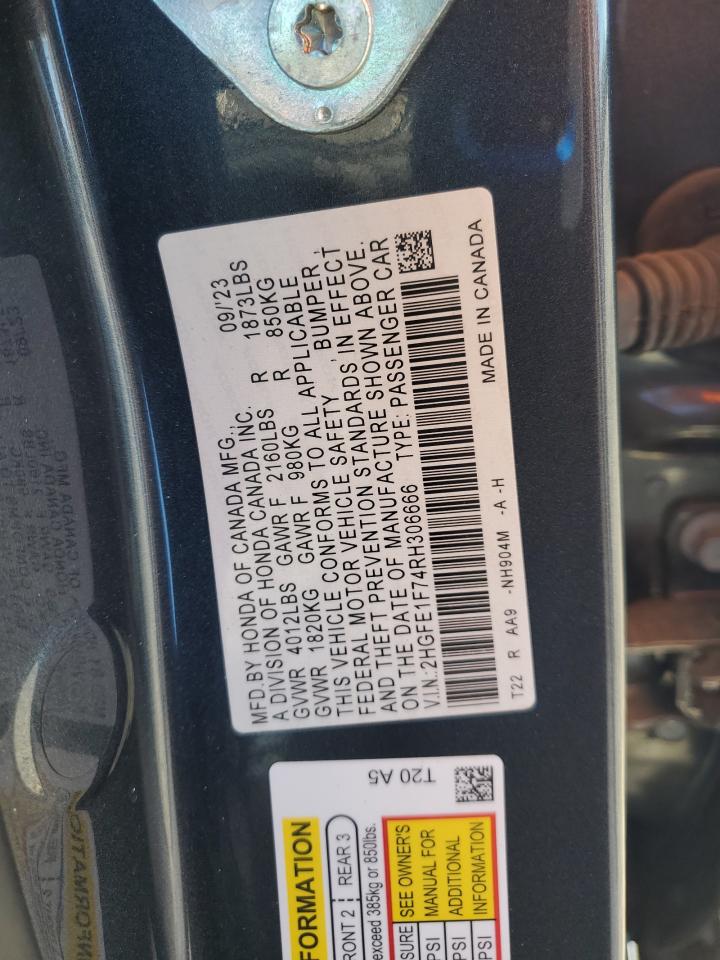 MFD.BY HONDA OF CANADA MFG., 09/'23
A DIVISION OF HONDA CANADA INC.
GVWR 4012LBS GAWR F 2160LBS R 1873LBS
GVWR 1820KG GAWR F 980KG R 850KG
THIS VEHICLE CONFORMS TO ALL APPLICABLE
FEDERAL MOTOR VEHICLE SAFETY, BUMPER,
AND THEFT PREVENTION STANDARDS IN EFFECT
ON THE DATE OF MANUFACTURE SHOWN ABOVE.
V.I.N.:2HGFE1F74RH306666 TYPE: PASSENGER CAR
T22 R AA9 -NH904M -A -H MADE IN CANADA
T20 A5
FORMATION
RONT 2 REAR 3
exceed 385kg or 850lbs.
SURE SEE OWNER'S
PSI MANUAL FOR
PSI ADDITIONAL
PSI INFORMATION